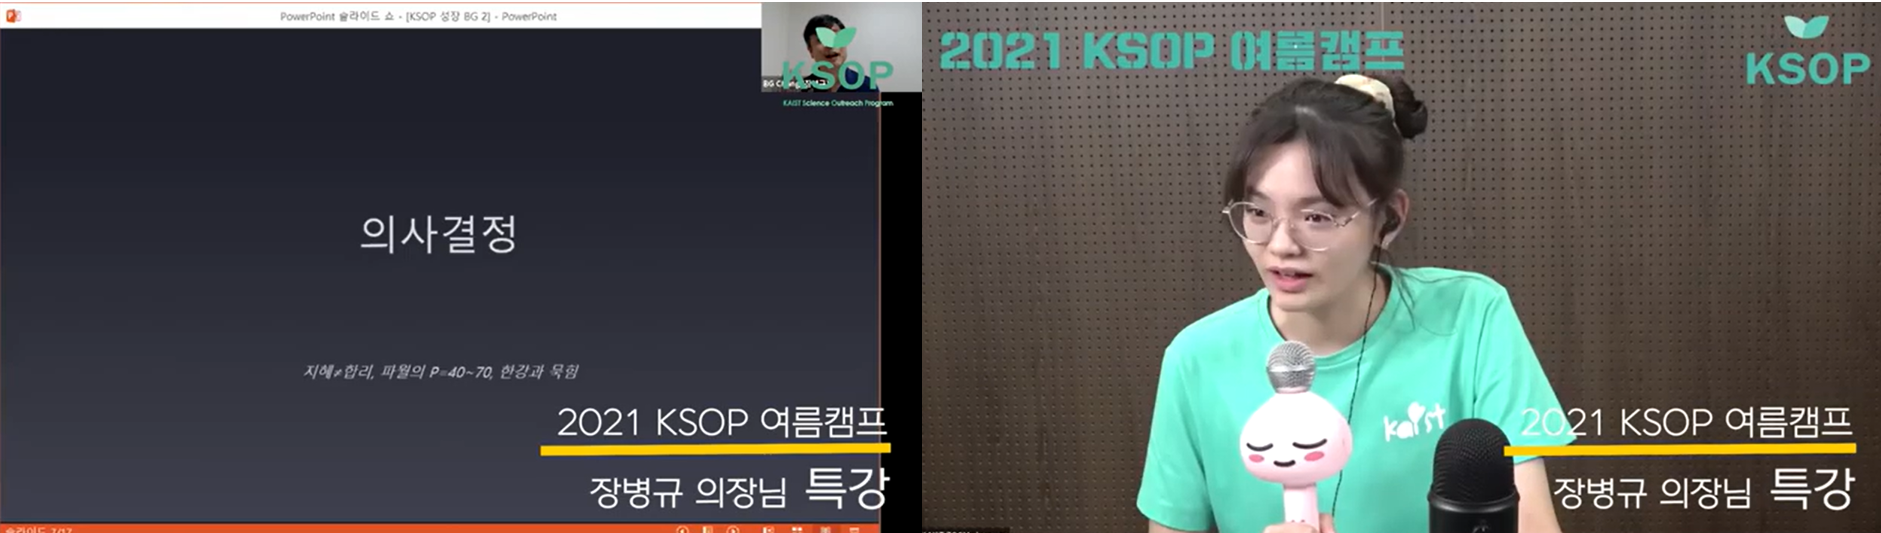 PowerPoint 슬라이드 쇼 - [KSOP 성장 BG 2] - PowerPoint
KSOP
KAIST Science Outreach Program
의사결정
지혜≠합리, 파월의 P=40~70, 한강과 묵힘
2021 KSOP 여름캠프
장병규 의장님 특강
2021 KSOP 여름캠프
KSOP
kaist
2021 KSOP 여름캠프
장병규 의장님 특강